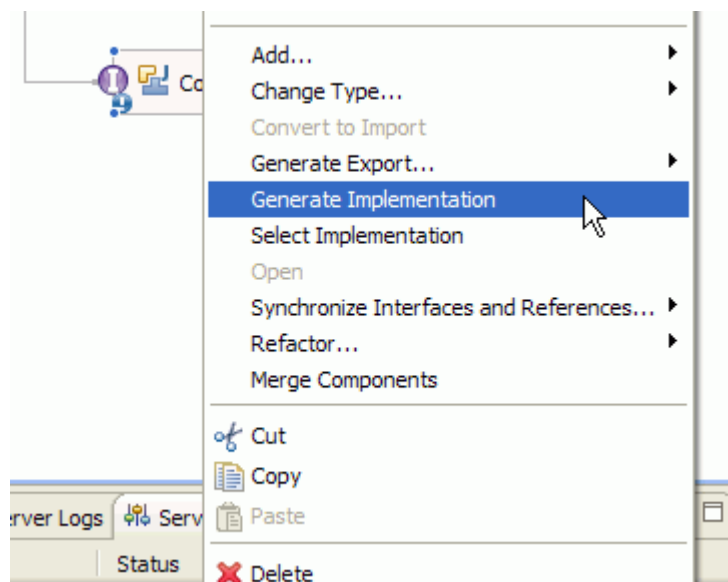 Add...
Co
Change Type...
Convert to Import
Generate Export...
Generate Implementation
Select Implementation
Open
Synchronize Interfaces and References...
Refactor...
Merge Components
Cut
Copy
erver Logs
Serv
Paste
Status
Delete